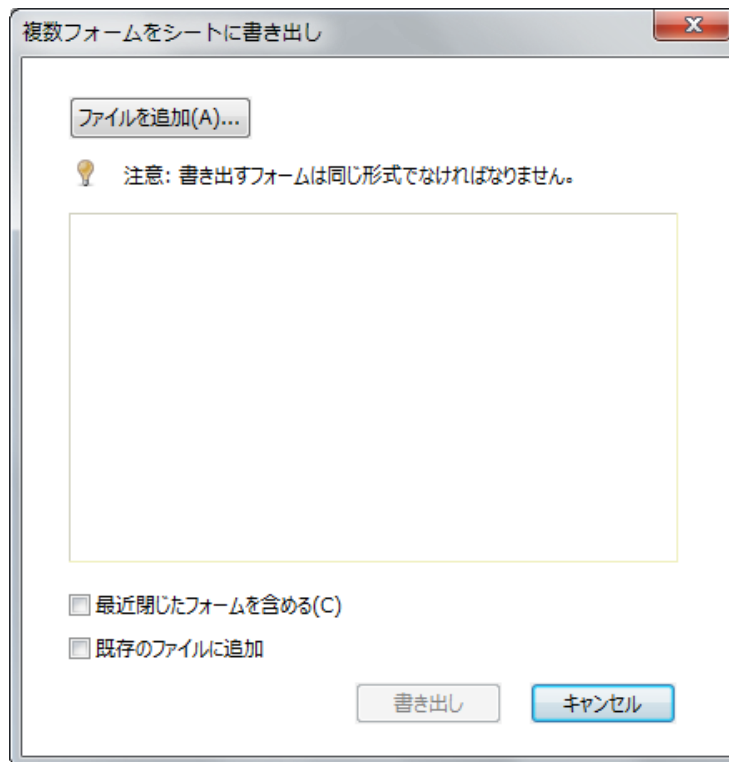 複数フォームをシートに書き出し
ファイルを追加(A)...
注意: 書き出すフォームは同じ形式でなければなりません。
最近閉じたフォームを含める(C)
既存のファイルに追加
書き出し キャンセル